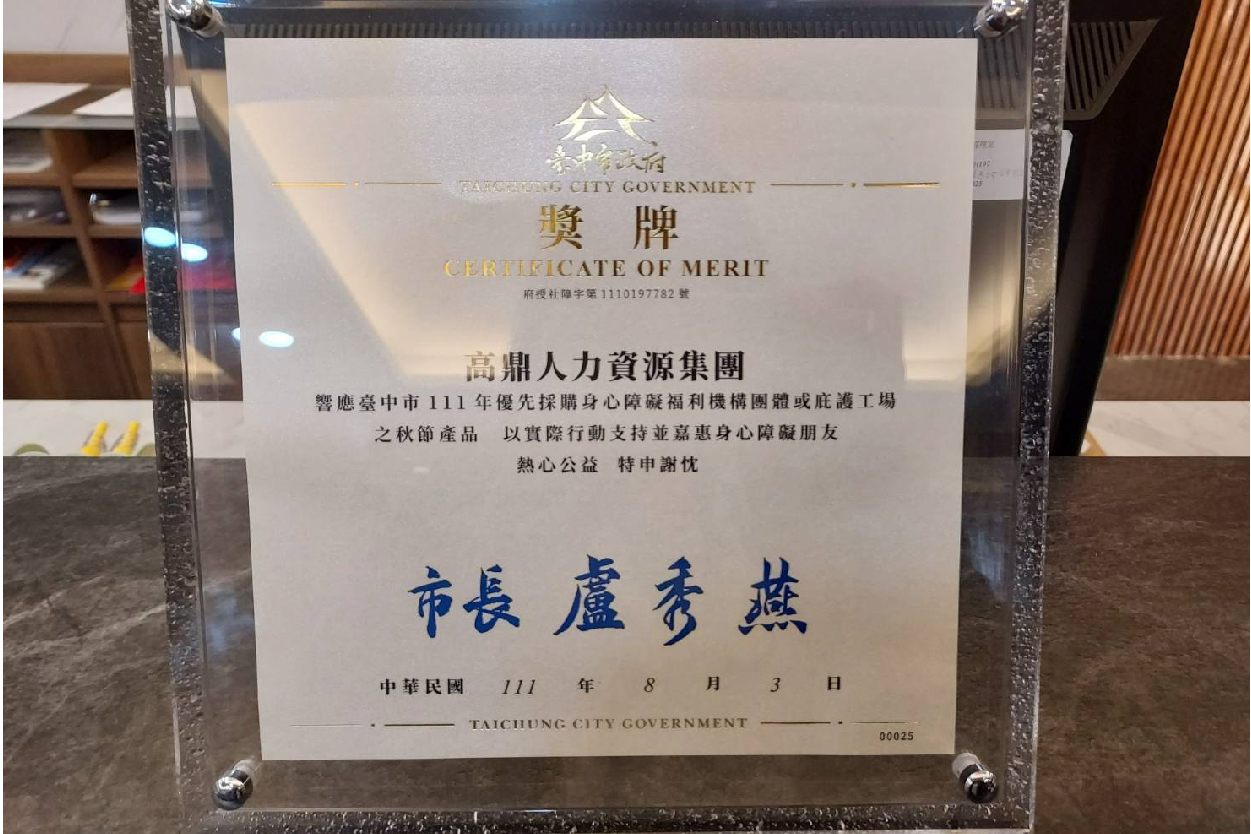 臺中市政府
TAICHUNG CITY GOVERNMENT
獎 牌
CERTIFICATE OF MERIT
府授社障字第1110197782號
高鼎人力資源集團
響應臺中市111年優先採購身心障礙福利機構團體或庇護工場
之秋節產品 以實際行動支持並嘉惠身心障礙朋友
熱心公益 特申謝忱
市長 盧秀燕
中華民國 111 年 8 月 3 日
TAICHUNG CITY GOVERNMENT
00025